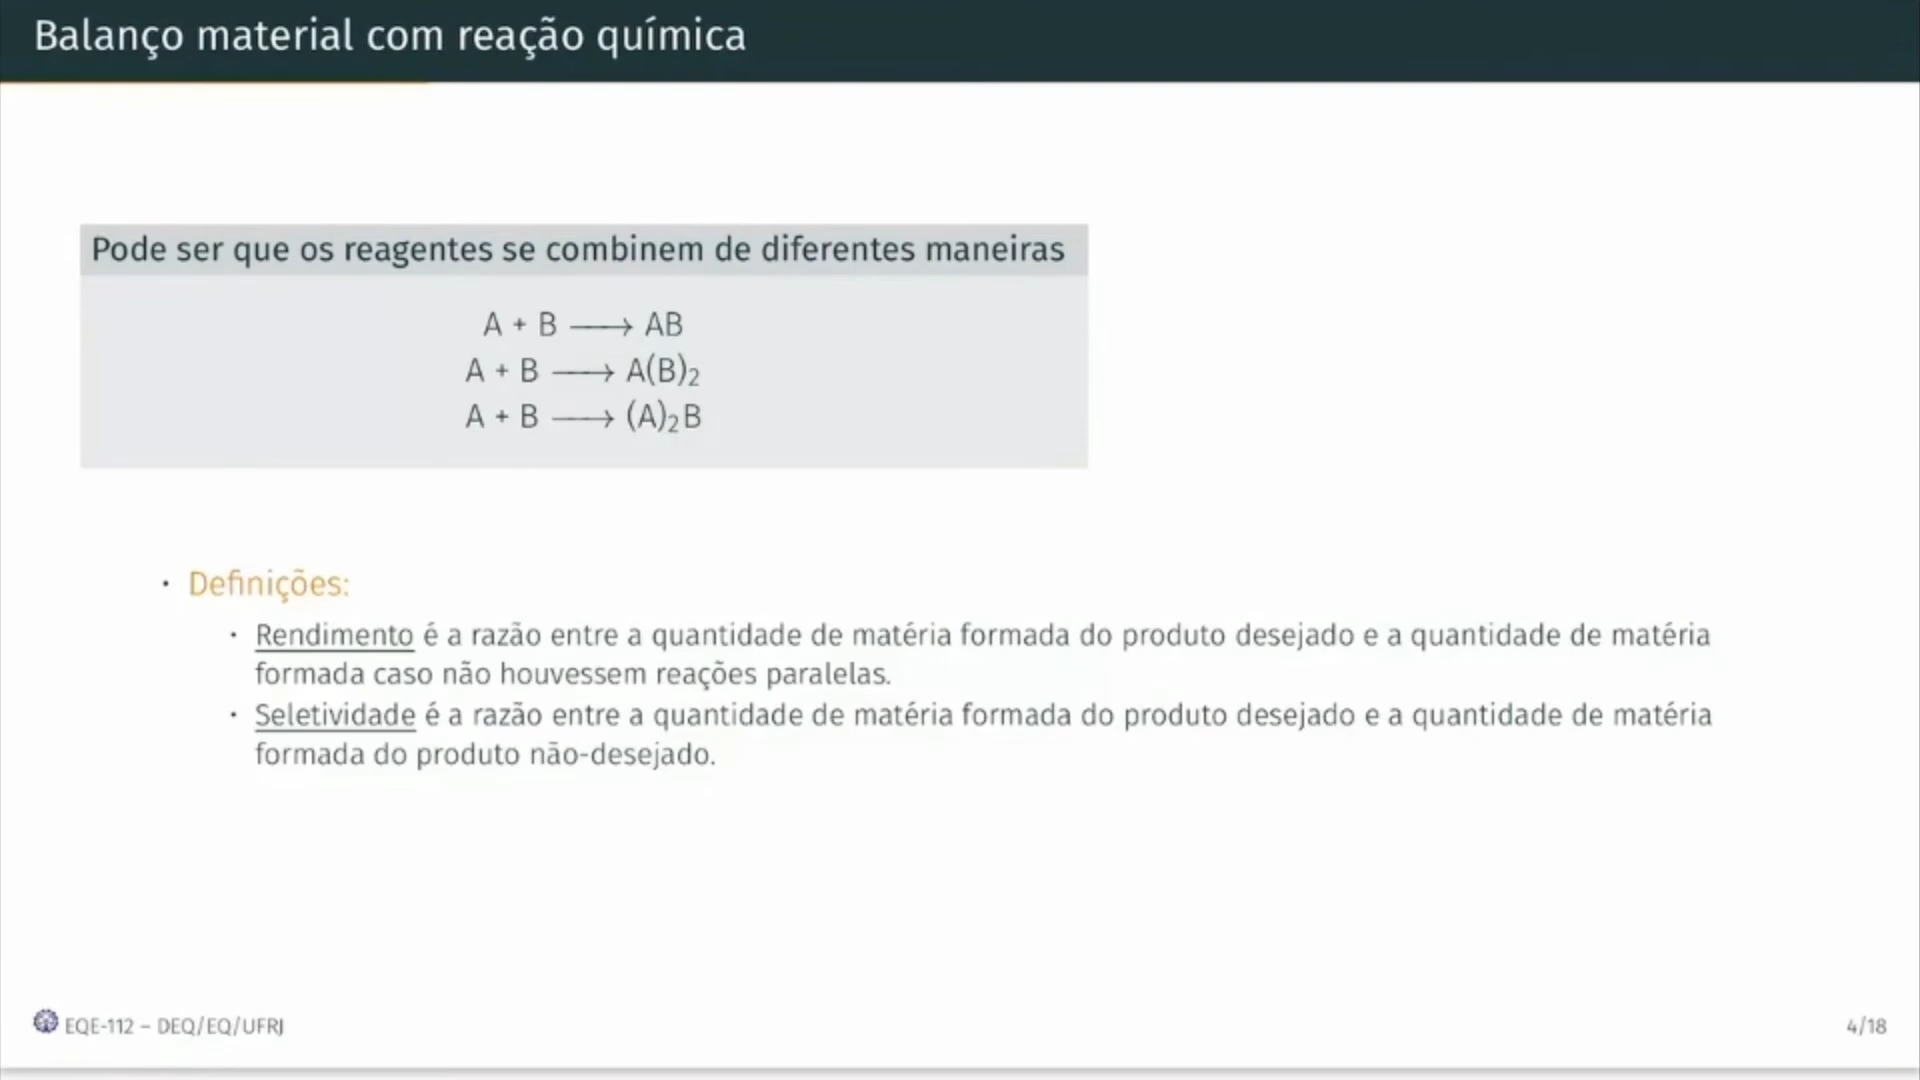 Balanço material com reação química
Pode ser que os reagentes se combinem de diferentes maneiras
A + B ⟶ AB
A + B ⟶ A(B)₂
A + B ⟶ (A)₂B
• Definições:
• Rendimento é a razão entre a quantidade de matéria formada do produto desejado e a quantidade de matéria
formada caso não houvessem reações paralelas.
• Seletividade é a razão entre a quantidade de matéria formada do produto desejado e a quantidade de matéria
formada do produto não-desejado.
EQE-112 – DEQ/EQ/UFRJ
4/18